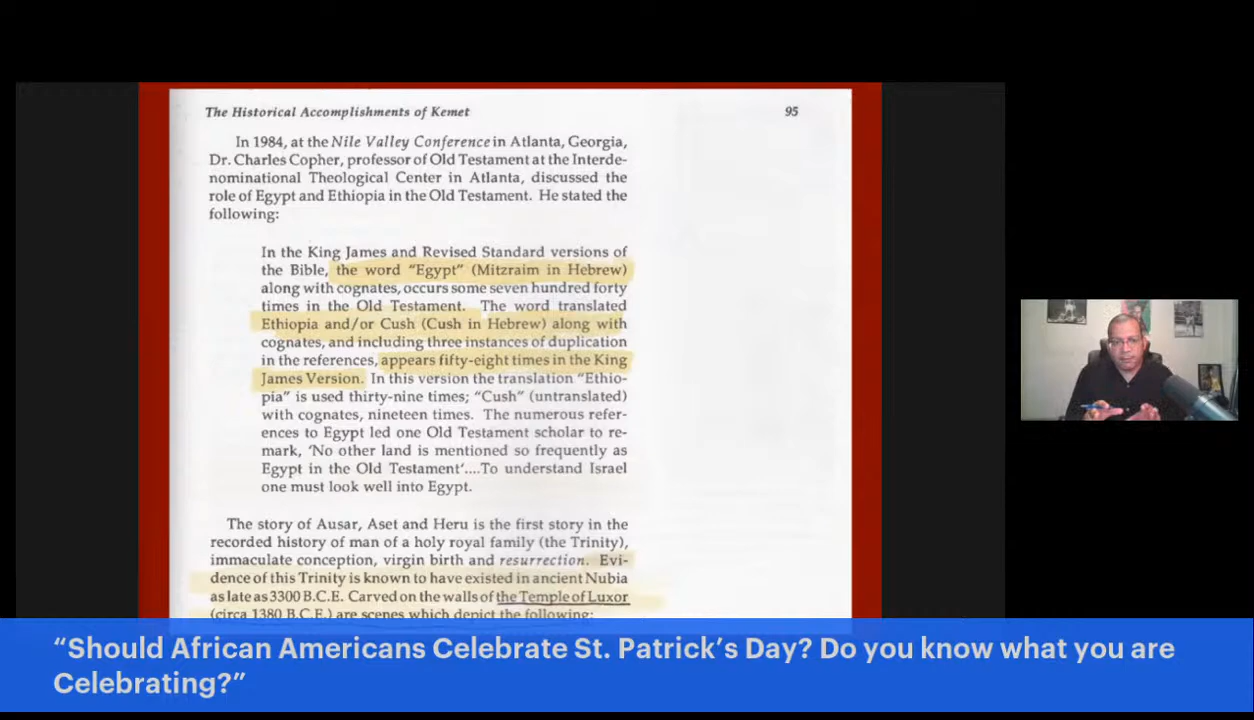 The Historical Accomplishments of Kemet 95
In 1984, at the Nile Valley Conference in Atlanta, Georgia,
Dr. Charles Copher, professor of Old Testament at the Interde-
nominational Theological Center in Atlanta, discussed the
role of Egypt and Ethiopia in the Old Testament. He stated the
following:
In the King James and Revised Standard versions of
the Bible, the word "Egypt" (Mitzraim in Hebrew)
along with cognates, occurs some seven hundred forty
times in the Old Testament. The word translated
Ethiopia and/or Cush (Cush in Hebrew) along with
cognates, and including three instances of duplication
in the references, appears fifty-eight times in the King
James Version. In this version the translation "Ethio-
pia" is used thirty-nine times; "Cush" (untranslated)
with cognates, nineteen times. The numerous refer-
ences to Egypt led one Old Testament scholar to re-
mark, 'No other land is mentioned so frequently as
Egypt in the Old Testament'....To understand Israel
one must look well into Egypt.
The story of Ausar, Aset and Heru is the first story in the
recorded history of man of a holy royal family (the Trinity),
immaculate conception, virgin birth and resurrection. Evi-
dence of this Trinity is known to have existed in ancient Nubia
as late as 3300 B.C.E. Carved on the walls of the Temple of Luxor
(circa 1380 B.C.E.) are scenes which depict the following:
“Should African Americans Celebrate St. Patrick’s Day? Do you know what you are
Celebrating?”